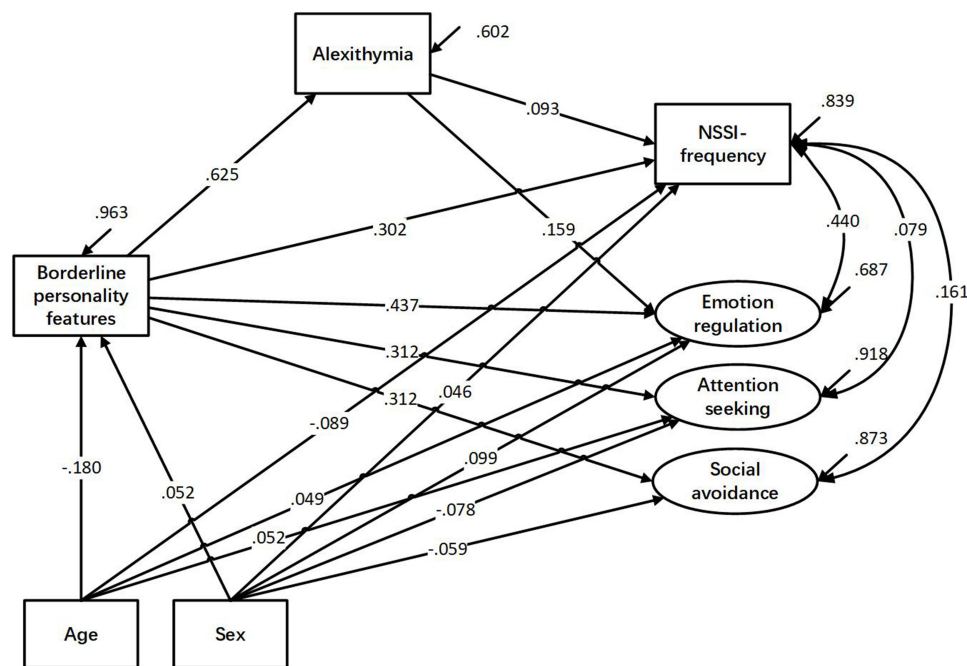 Alexithymia
.602
.839
NSSI-
frequency
.093
.625
.963
.302
.159
.440
.079
.161
Borderline
personality
features
.687
Emotion
regulation
.437
.312
.918
Attention
seeking
.312
.046
-.089
.873
Social
avoidance
.099
-.180
.052
.049
-.078
.052
-.059
Age
Sex